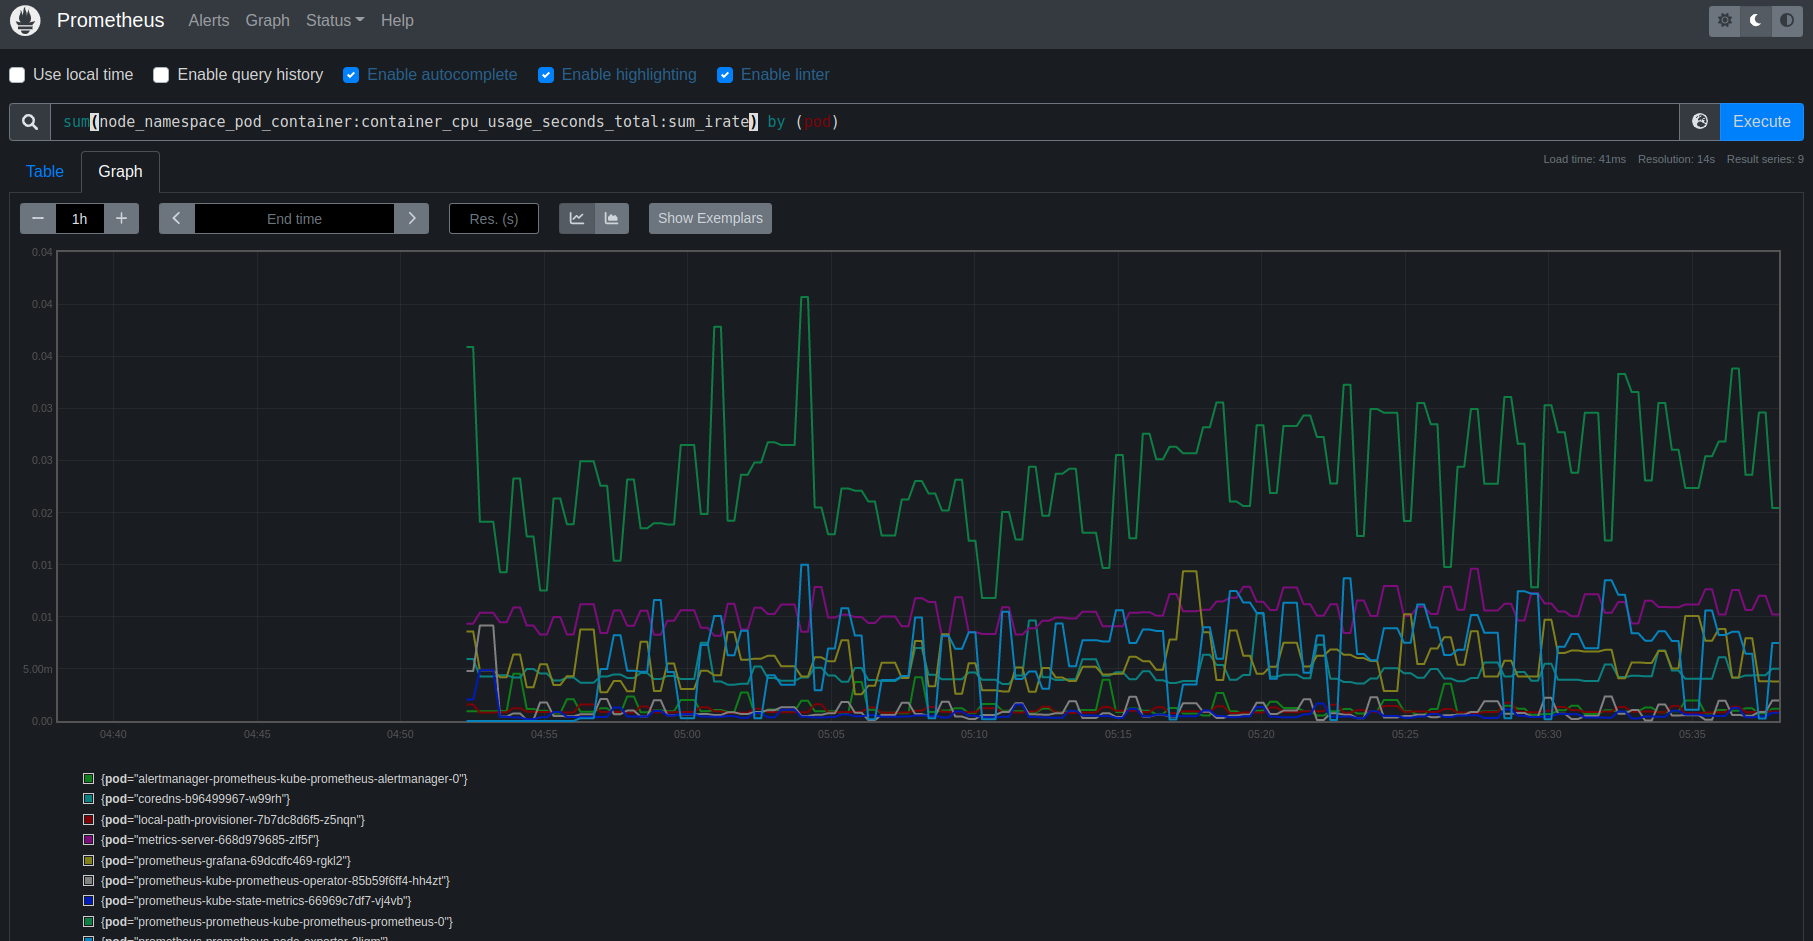 Prometheus Alerts Graph Status Help
Use local time Enable query history Enable autocomplete Enable highlighting Enable linter
sum(node_namespace_pod_container:container_cpu_usage_seconds_total:sum_irate) by (pod) Execute
Load time: 41ms Resolution: 14s Result series: 9
Table Graph
− 1h + End time Res. (s) Show Exemplars
0.04
0.04
0.04
0.03
0.03
0.02
0.01
0.01
5.00m
0.00
04:40 04:45 04:50 04:55 05:00 05:05 05:10 05:15 05:20 05:25 05:30 05:35
{pod="alertmanager-prometheus-kube-prometheus-alertmanager-0"}
{pod="coredns-b96499967-w99rh"}
{pod="local-path-provisioner-7b7dc8d6f5-z5nqn"}
{pod="metrics-server-668d979685-zlf5f"}
{pod="prometheus-grafana-69dcdfc469-rgkl2"}
{pod="prometheus-kube-prometheus-operator-85b59f6ff4-hh4zt"}
{pod="prometheus-kube-state-metrics-66969c7df7-vj4vb"}
{pod="prometheus-prometheus-kube-prometheus-prometheus-0"}